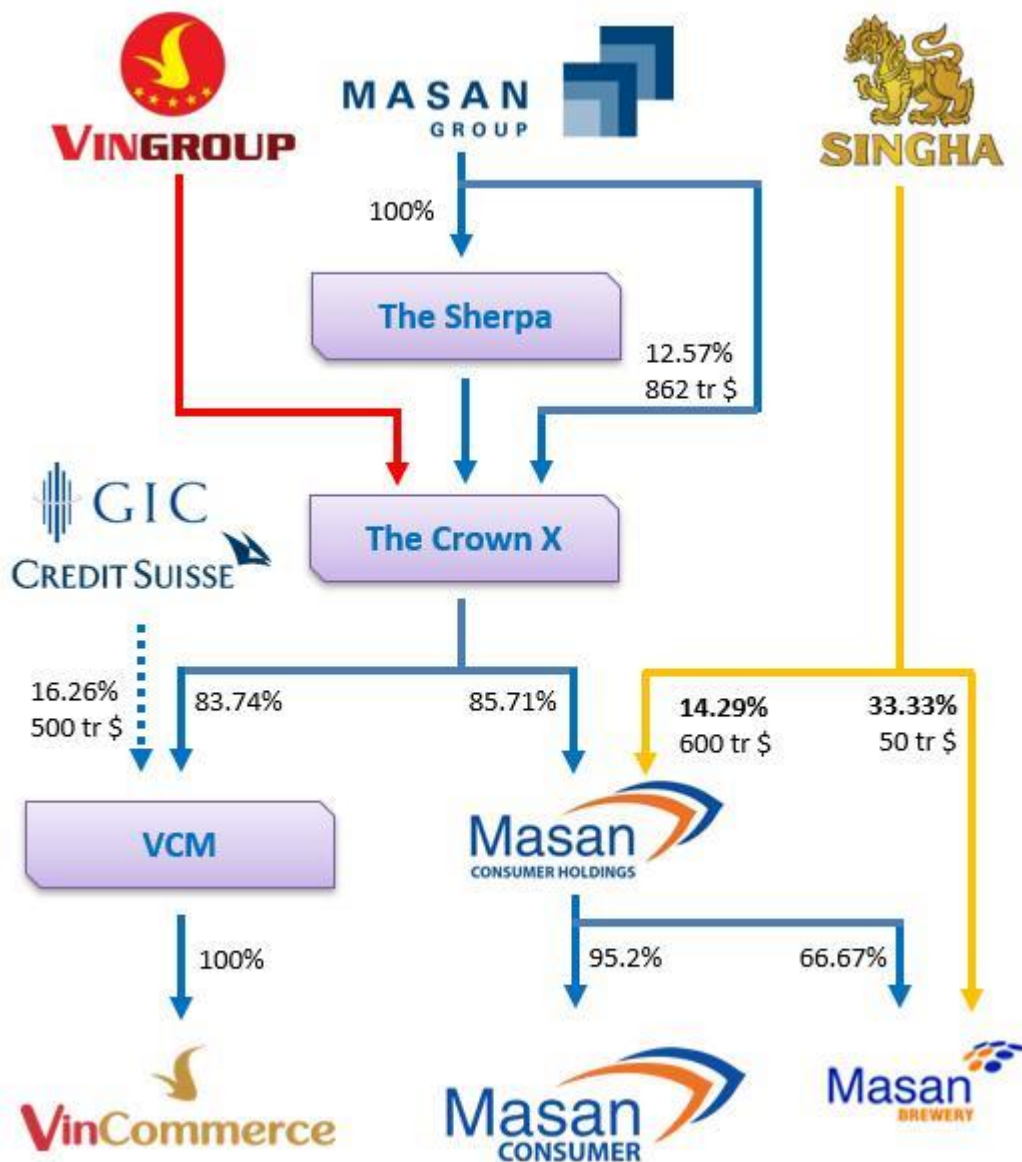 VINGROUP
MASAN
GROUP
SINGHA
100%
The Sherpa
12.57%
862 tr $
GIC
CREDIT SUISSE
The Crown X
16.26%
500 tr $
83.74%
85.71%
14.29%
600 tr $
33.33%
50 tr $
VCM
Masan
CONSUMER HOLDINGS
100%
95.2%
66.67%
VinCommerce
Masan
CONSUMER
Masan
BREWERY